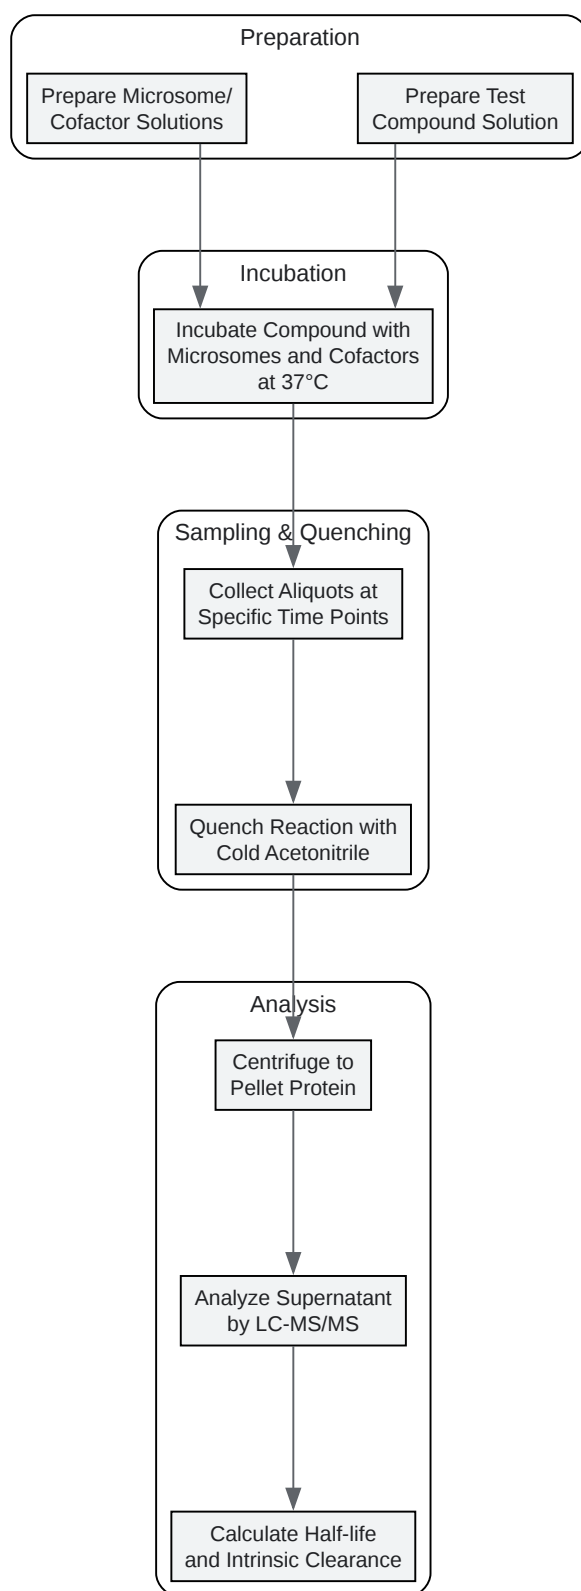 Preparation
Prepare Microsome/
Cofactor Solutions
Prepare Test
Compound Solution
Incubation
Incubate Compound with
Microsomes and Cofactors
at 37°C
Sampling & Quenching
Collect Aliquots at
Specific Time Points
Quench Reaction with
Cold Acetonitrile
Analysis
Centrifuge to
Pellet Protein
Analyze Supernatant
by LC-MS/MS
Calculate Half-life
and Intrinsic Clearance